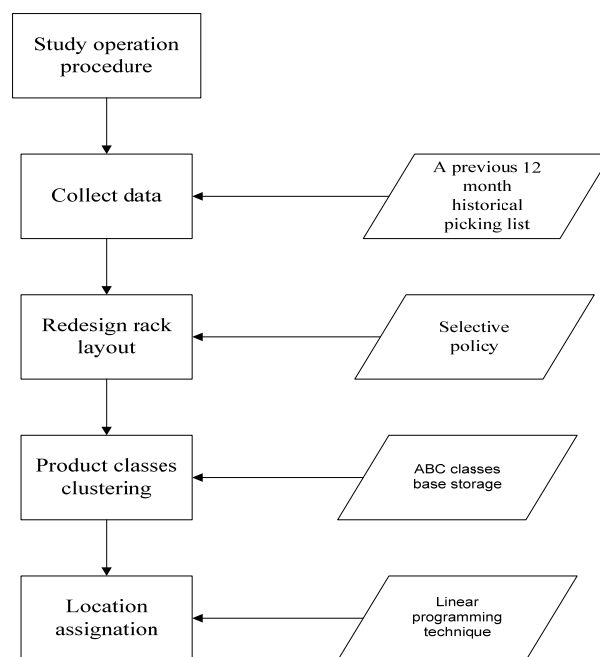 Study operation
procedure
Collect data
A previous 12
month
historical
picking list
Redesign rack
layout
Selective
policy
Product classes
clustering
ABC classes
base storage
Location
assignation
Linear
programming
technique